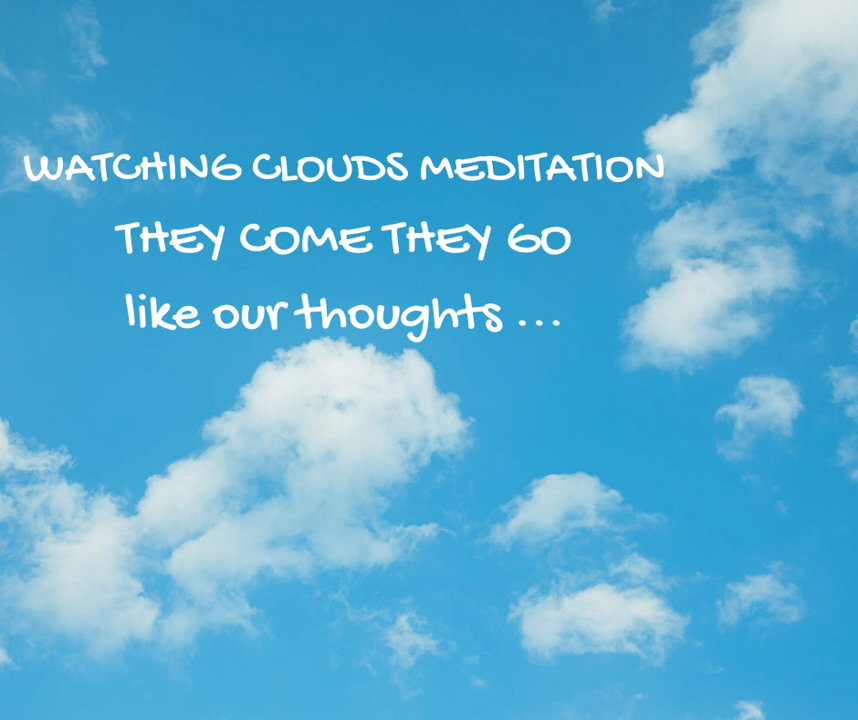 WATCHING CLOUDS MEDITATION
THEY COME THEY GO
like our thoughts ...